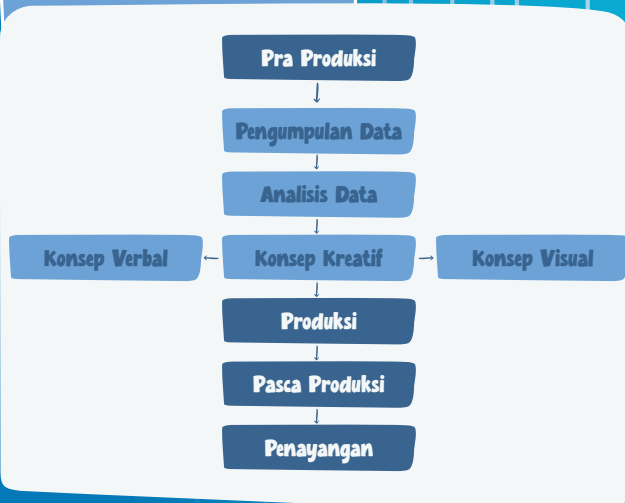 Pra Produksi
Pengumpulan Data
Analisis Data
Konsep Verbal
Konsep Kreatif
Konsep Visual
Produksi
Pasca Produksi
Penayangan